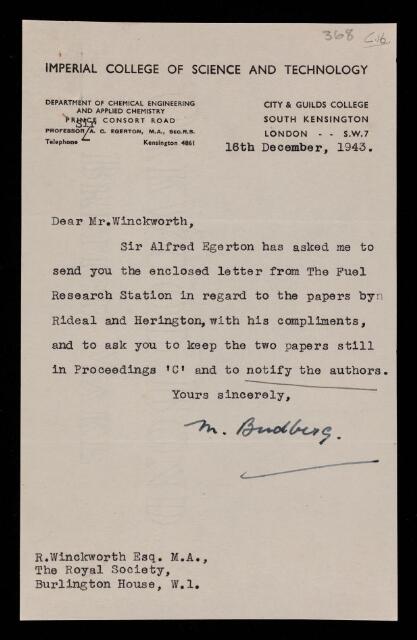 368 C.16.
IMPERIAL COLLEGE OF SCIENCE AND TECHNOLOGY
DEPARTMENT OF CHEMICAL ENGINEERING
AND APPLIED CHEMISTRY
PRINCE CONSORT ROAD
SIR
PROFESSOR/A. C. EGERTON, M.A., SEC.R.S.
Telephone Kensington 4861
CITY & GUILDS COLLEGE
SOUTH KENSINGTON
LONDON - - S.W.7
16th December, 1943.
Dear Mr.Winckworth,
Sir Alfred Egerton has asked me to
send you the enclosed letter from The Fuel
Research Station in regard to the papers byn
Rideal and Herington, with his compliments,
and to ask you to keep the two papers still
in Proceedings 'C' and to notify the authors.
Yours sincerely,
M. Budberg.
R.Winckworth Esq. M.A.,
The Royal Society,
Burlington House, W.1.